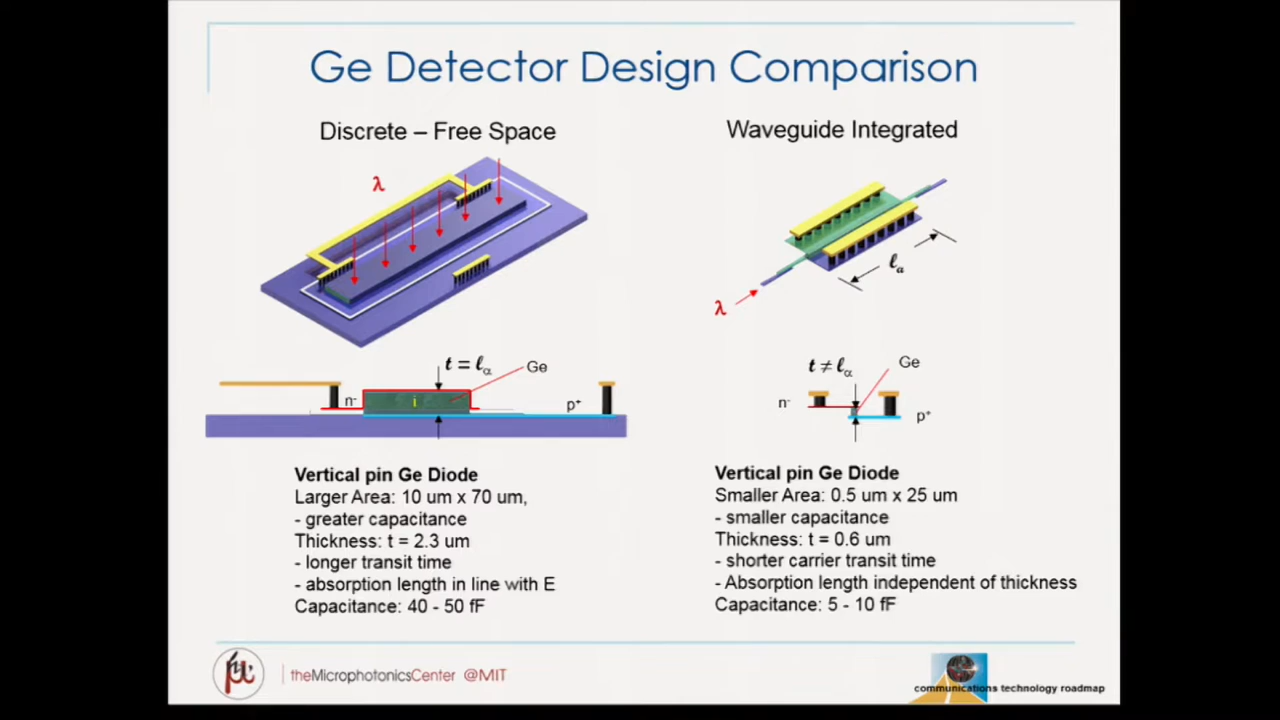 Ge Detector Design Comparison
Discrete – Free Space
λ
t = ℓα
Ge
n-
i
p+
Vertical pin Ge Diode
Larger Area: 10 um x 70 um,
- greater capacitance
Thickness: t = 2.3 um
- longer transit time
- absorption length in line with E
Capacitance: 40 - 50 fF
Waveguide Integrated
ℓa
λ
t ≠ ℓα
Ge
n-
p+
Vertical pin Ge Diode
Smaller Area: 0.5 um x 25 um
- smaller capacitance
Thickness: t = 0.6 um
- shorter carrier transit time
- Absorption length independent of thickness
Capacitance: 5 - 10 fF
μ
theMicrophotonicsCenter @MIT
communications technology roadmap